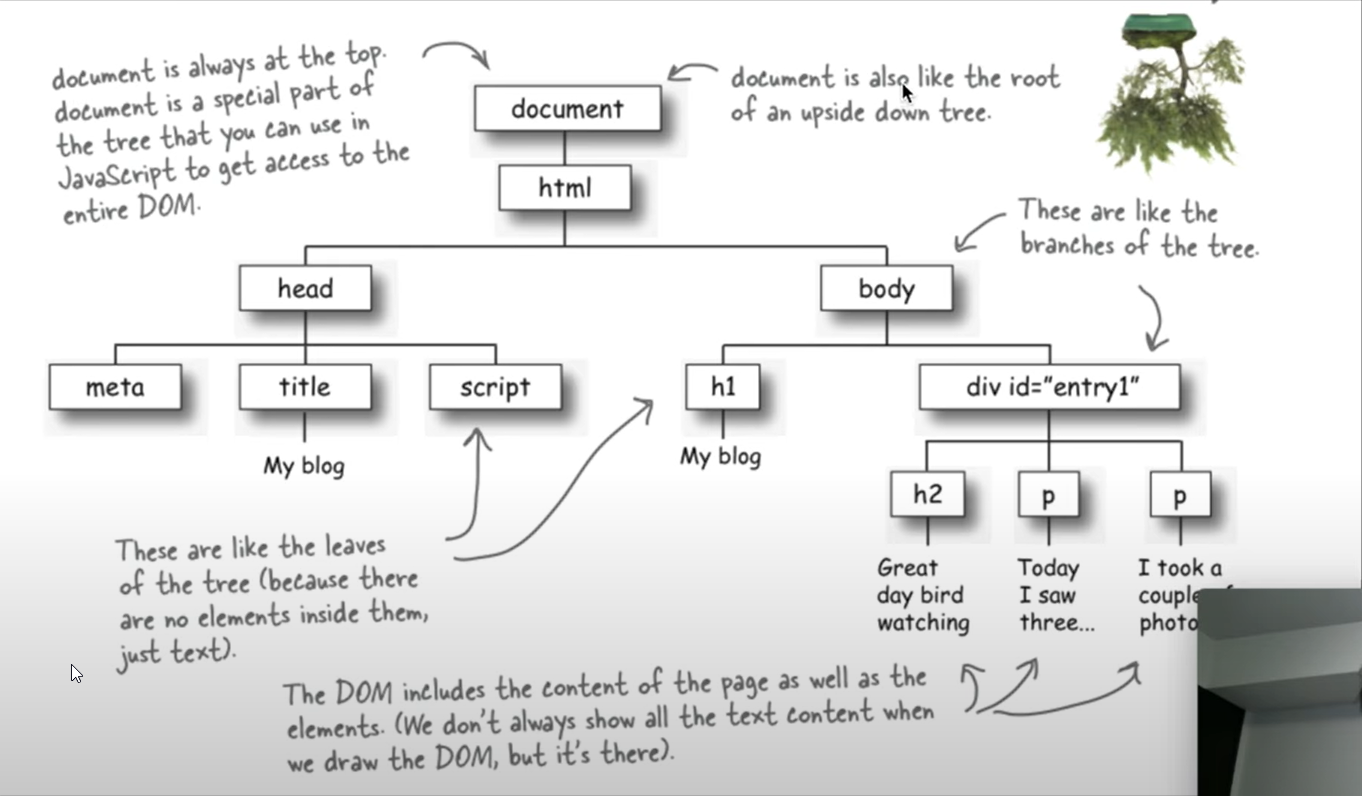 document is always at the top.
document is a special part of
the tree that you can use in
JavaScript to get access to the
entire DOM.
document
document is also like the root
of an upside down tree.
html
These are like the
branches of the tree.
head
body
meta
title
script
h1
div id="entry1"
My blog
My blog
h2
p
p
Great
day bird
watching
Today
I saw
three...
I took a
photo
These are like the leaves
of the tree (because there
are no elements inside them,
just text).
The DOM includes the content of the page as well as the
elements. (We don't always show all the text content when
we draw the DOM, but it's there).